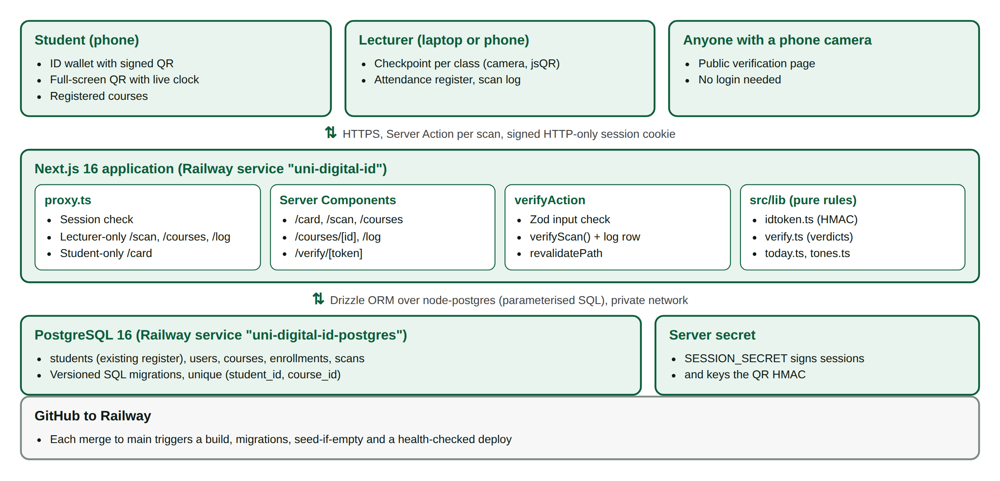 Student (phone)
ID wallet with signed QR
Full-screen QR with live clock
Registered courses
Lecturer (laptop or phone)
Checkpoint per class (camera, jsQR)
Attendance register, scan log
Anyone with a phone camera
Public verification page
No login needed
⇅ HTTPS, Server Action per scan, signed HTTP-only session cookie
Next.js 16 application (Railway service "uni-digital-id")
proxy.ts
Session check
Lecturer-only /scan, /courses, /log
Student-only /card
Server Components
/card, /scan, /courses
/courses/[id], /log
/verify/[token]
verifyAction
Zod input check
verifyScan() + log row
revalidatePath
src/lib (pure rules)
idtoken.ts (HMAC)
verify.ts (verdicts)
today.ts, tones.ts
⇅ Drizzle ORM over node-postgres (parameterised SQL), private network
PostgreSQL 16 (Railway service "uni-digital-id-postgres")
students (existing register), users, courses, enrollments, scans
Versioned SQL migrations, unique (student_id, course_id)
Server secret
SESSION_SECRET signs sessions
and keys the QR HMAC
GitHub to Railway
Each merge to main triggers a build, migrations, seed-if-empty and a health-checked deploy